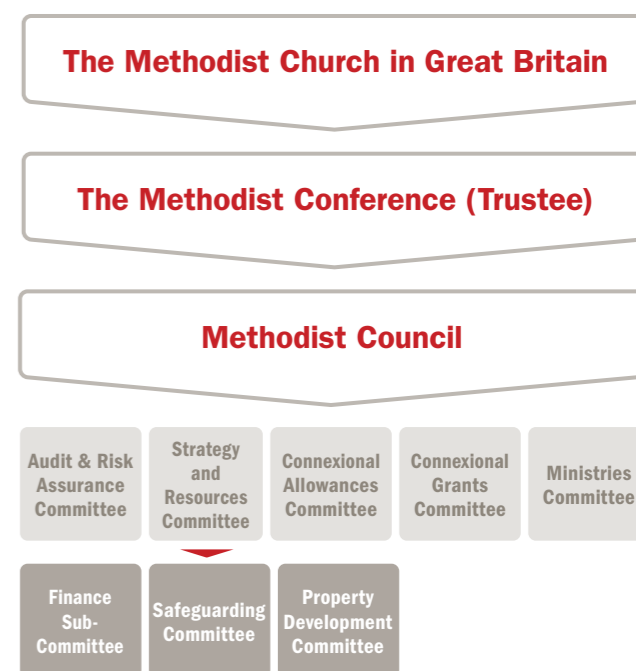 The Methodist Church in Great Britain
The Methodist Conference (Trustee)
Methodist Council
Audit & Risk
Assurance
Committee
Strategy
and
Resources
Committee
Connexional
Allowances
Committee
Connexional
Grants
Committee
Ministries
Committee
Finance
Sub-
Committee
Safeguarding
Committee
Property
Development
Committee